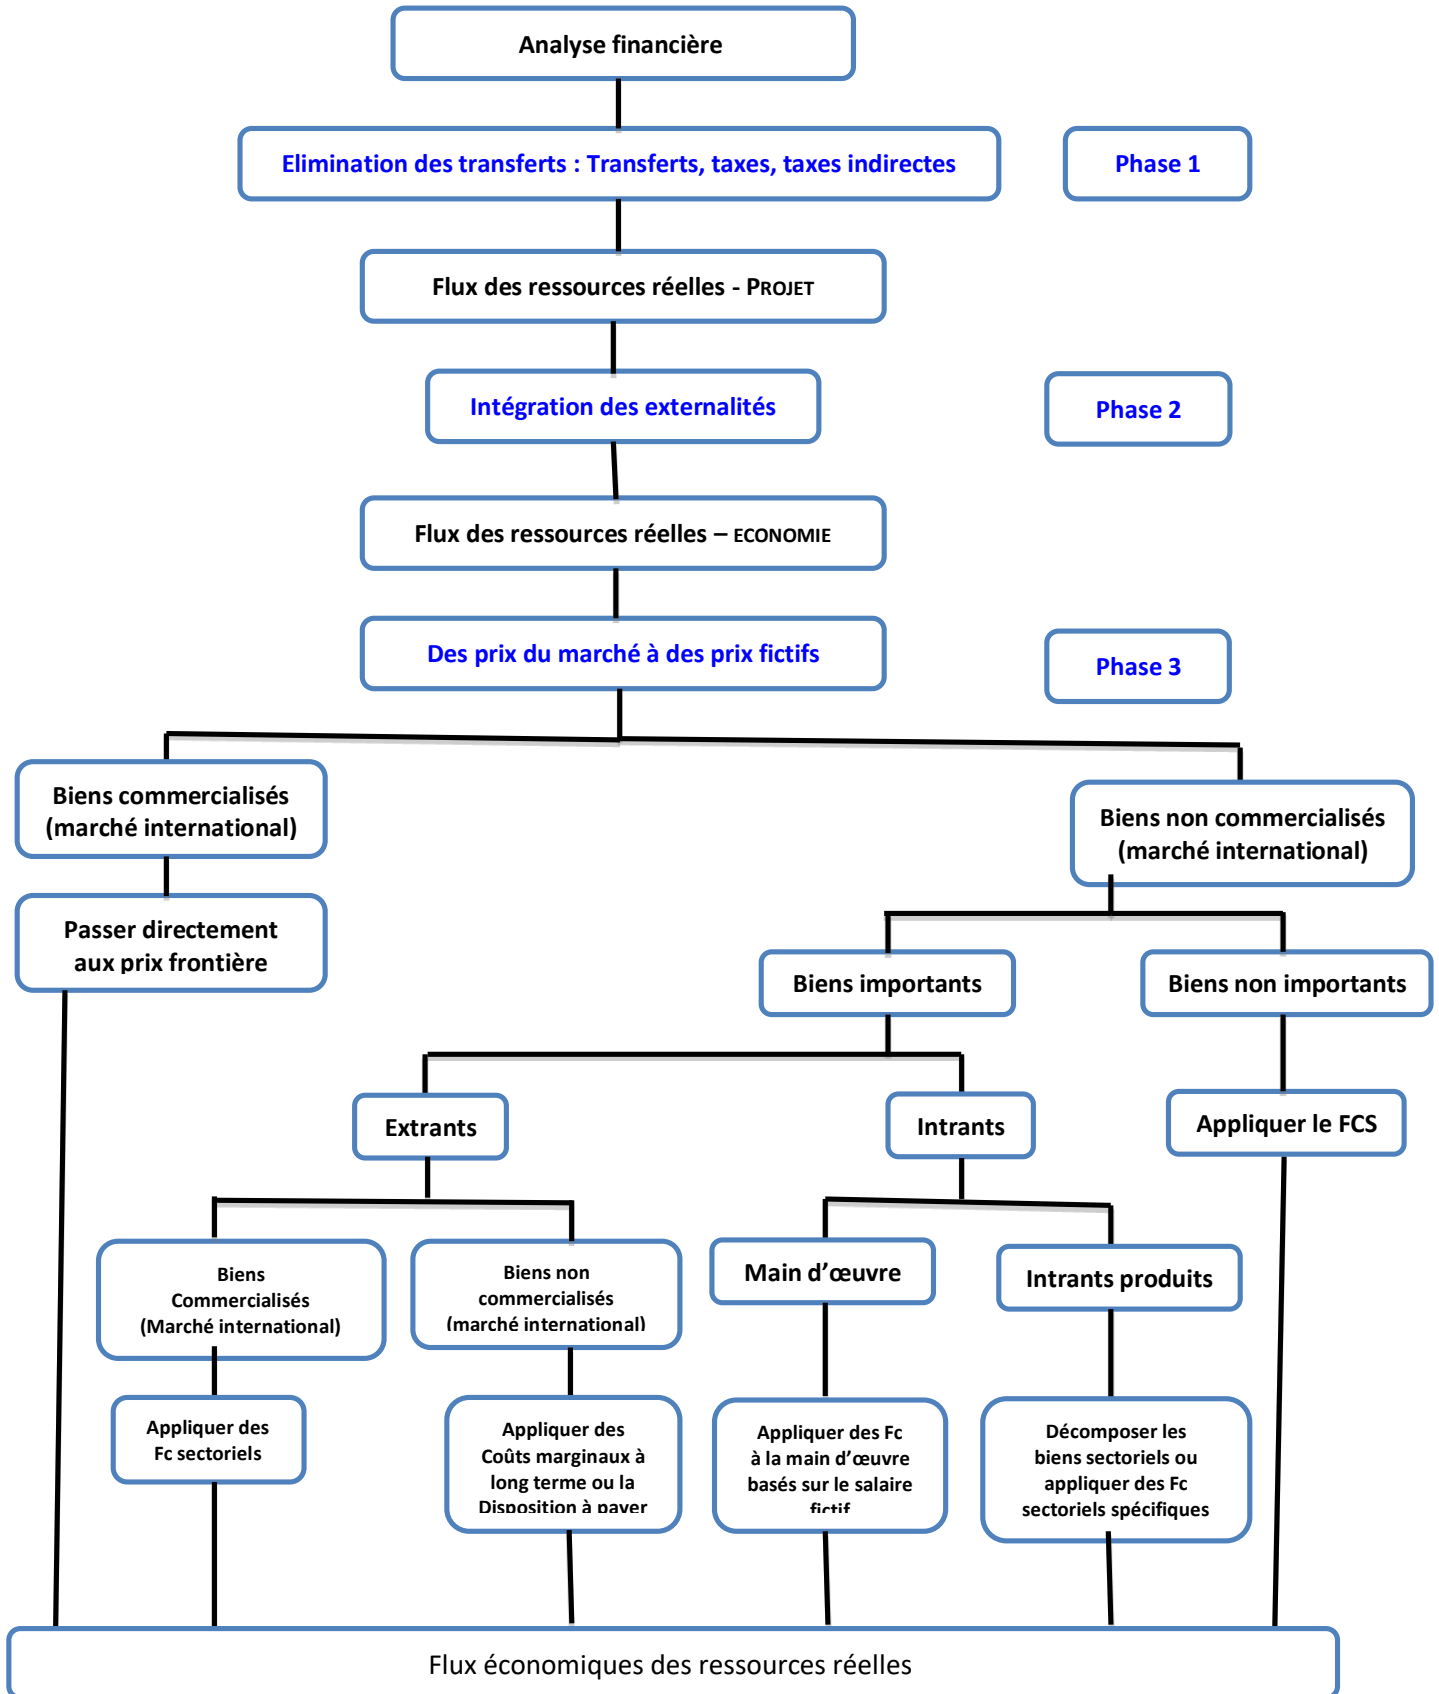 Analyse financière
Elimination des transferts : Transferts, taxes, taxes indirectes
Phase 1
Flux des ressources réelles - PROJET
Intégration des externalités
Phase 2
Flux des ressources réelles – ECONOMIE
Des prix du marché à des prix fictifs
Phase 3
Biens commercialisés
(marché international)
Biens non commercialisés
(marché international)
Passer directement
aux prix frontière
Biens importants
Biens non importants
Extrants
Intrants
Appliquer le FCS
Biens
Commercialisés
(Marché international)
Biens non
commercialisés
(marché international)
Main d'œuvre
Intrants produits
Appliquer des
Fc sectoriels
Appliquer des
Coûts marginaux à
long terme ou la
Disposition à payer
Appliquer des Fc
à la main d'œuvre
basés sur le salaire
fictif
Décomposer les
biens sectoriels ou
appliquer des Fc
sectoriels spécifiques
Flux économiques des ressources réelles